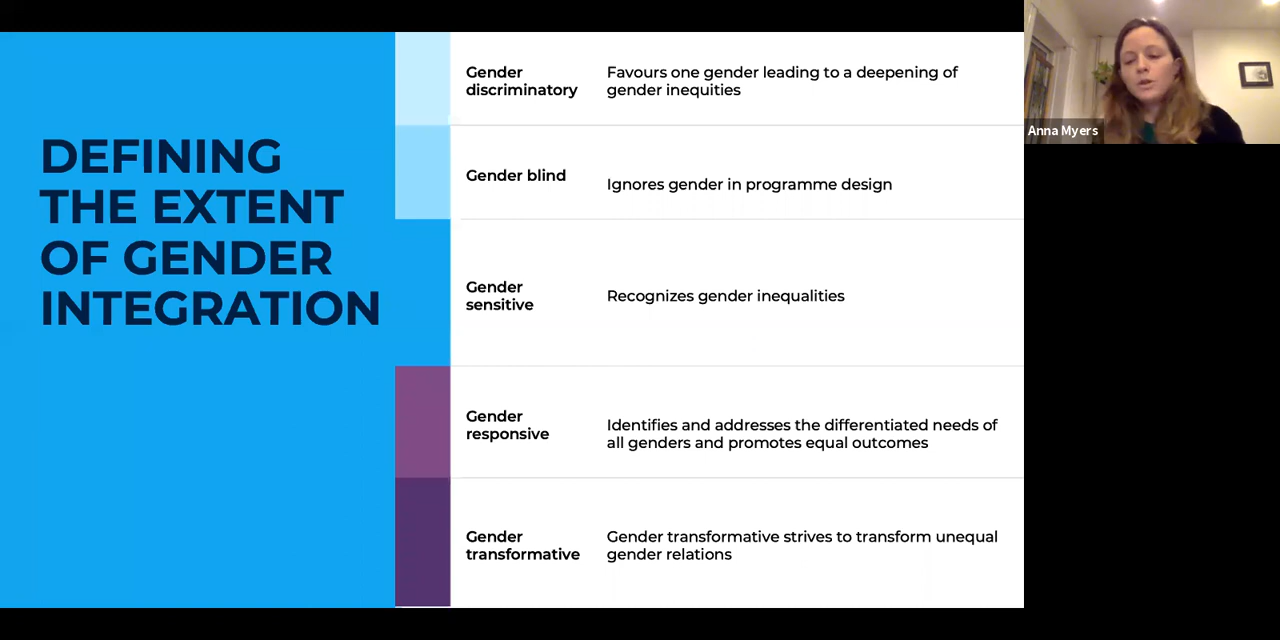 DEFINING
THE EXTENT
OF GENDER
INTEGRATION
Gender
discriminatory
Favours one gender leading to a deepening of
gender inequities
Gender blind
Ignores gender in programme design
Gender
sensitive
Recognizes gender inequalities
Gender
responsive
Identifies and addresses the differentiated needs of
all genders and promotes equal outcomes
Gender
transformative
Gender transformative strives to transform unequal
gender relations
Anna Myers